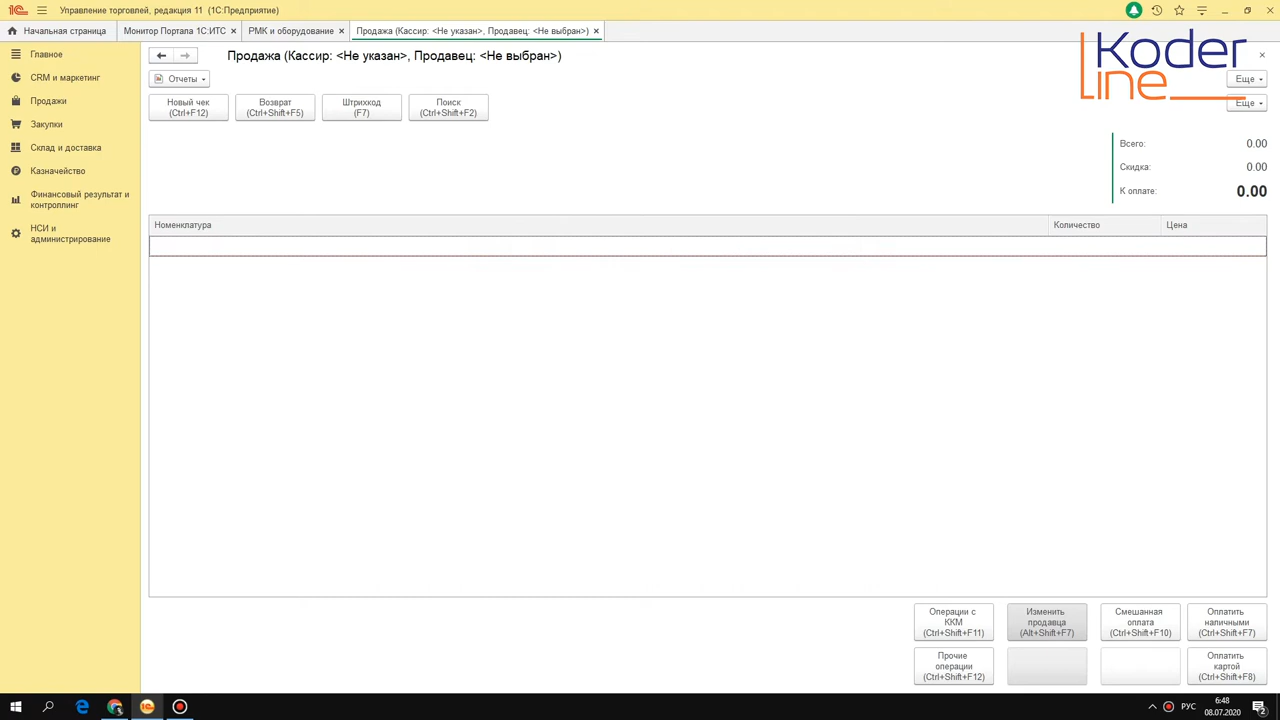 Управление торговлей, редакция 11 (1С:Предприятие)
Начальная страница
Монитор Портала 1С:ИТС
РМК и оборудование
Продажа (Кассир: <Не указан>, Продавец: <Не выбран>)
Главное
CRM и маркетинг
Продажи
Закупки
Склад и доставка
Казначейство
Финансовый результат и
контроллинг
НСИ и
администрирование
Продажа (Кассир: <Не указан>, Продавец: <Не выбран>)
Koder
line
Отчеты
Еще
Новый чек
(Ctrl+F12)
Возврат
(Ctrl+Shift+F5)
Штрихкод
(F7)
Поиск
(Ctrl+Shift+F2)
Еще
Всего: 0.00
Скидка: 0.00
К оплате: 0.00
Номенклатура Количество Цена
Операции с
ККМ
(Ctrl+Shift+F11)
Изменить
продавца
(Alt+Shift+F7)
Смешанная
оплата
(Ctrl+Shift+F10)
Оплатить
наличными
(Ctrl+Shift+F7)
Прочие
операции
(Ctrl+Shift+F12)
Оплатить
картой
(Ctrl+Shift+F8)
РУС
6:48
08.07.2020
2